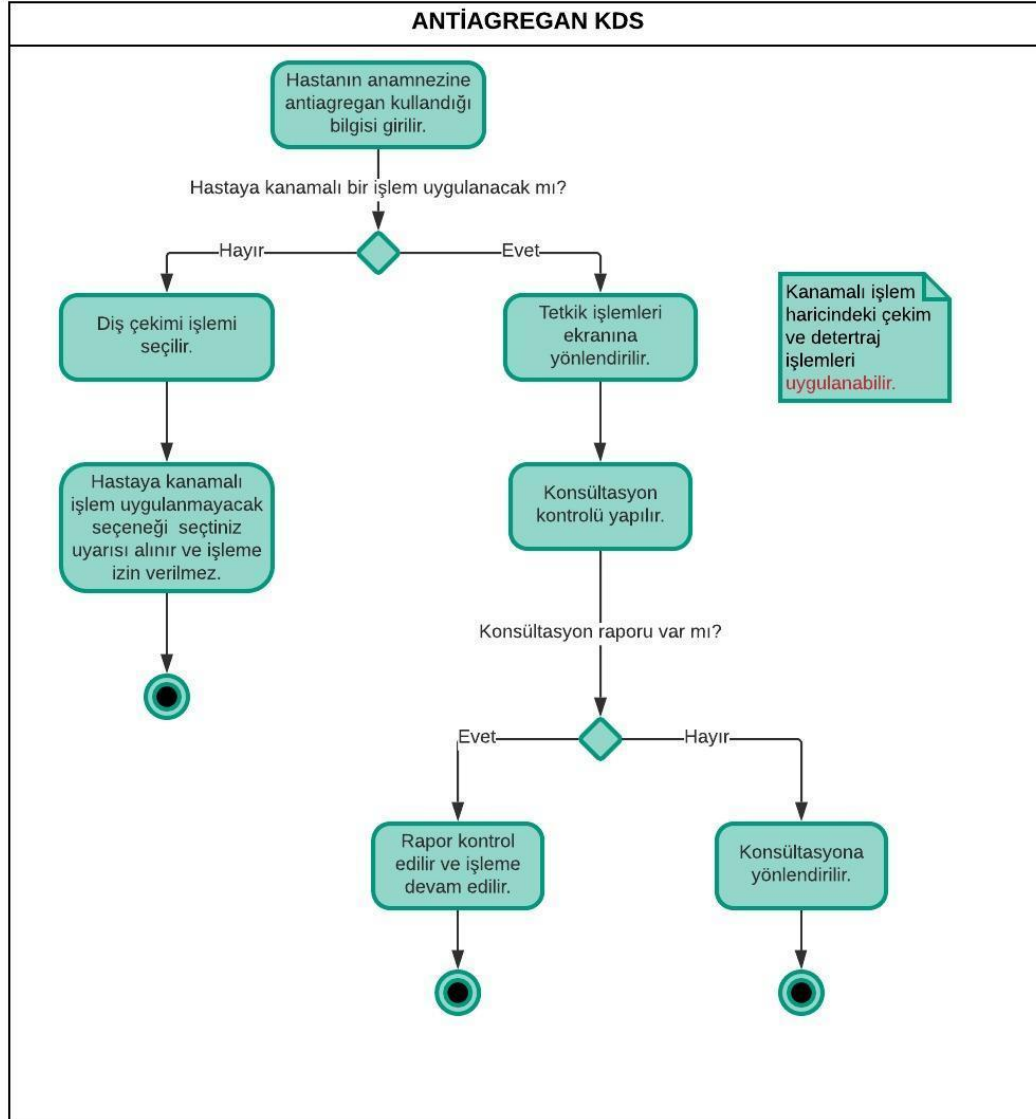 ANTİAGREGAN KDS
Hastanın anamnezine
antiagregan kullandığı
bilgisi girilir.
Hastaya kanamalı bir işlem uygulanacak mı?
Hayır
Evet
Diş çekimi işlemi
seçilir.
Tetkik işlemleri
ekranına
yönlendirilir.
Kanamalı işlem
haricindeki çekim
ve detertraj
işlemleri
uygulanabilir.
Hastaya kanamalı
işlem uygulanmayacak
seçeneği seçtiniz
uyarısı alınır ve işleme
izin verilmez.
Konsültasyon
kontrolü yapılır.
Konsültasyon raporu var mı?
Evet
Hayır
Rapor kontrol
edilir ve işleme
devam edilir.
Konsültasyona
yönlendirilir.